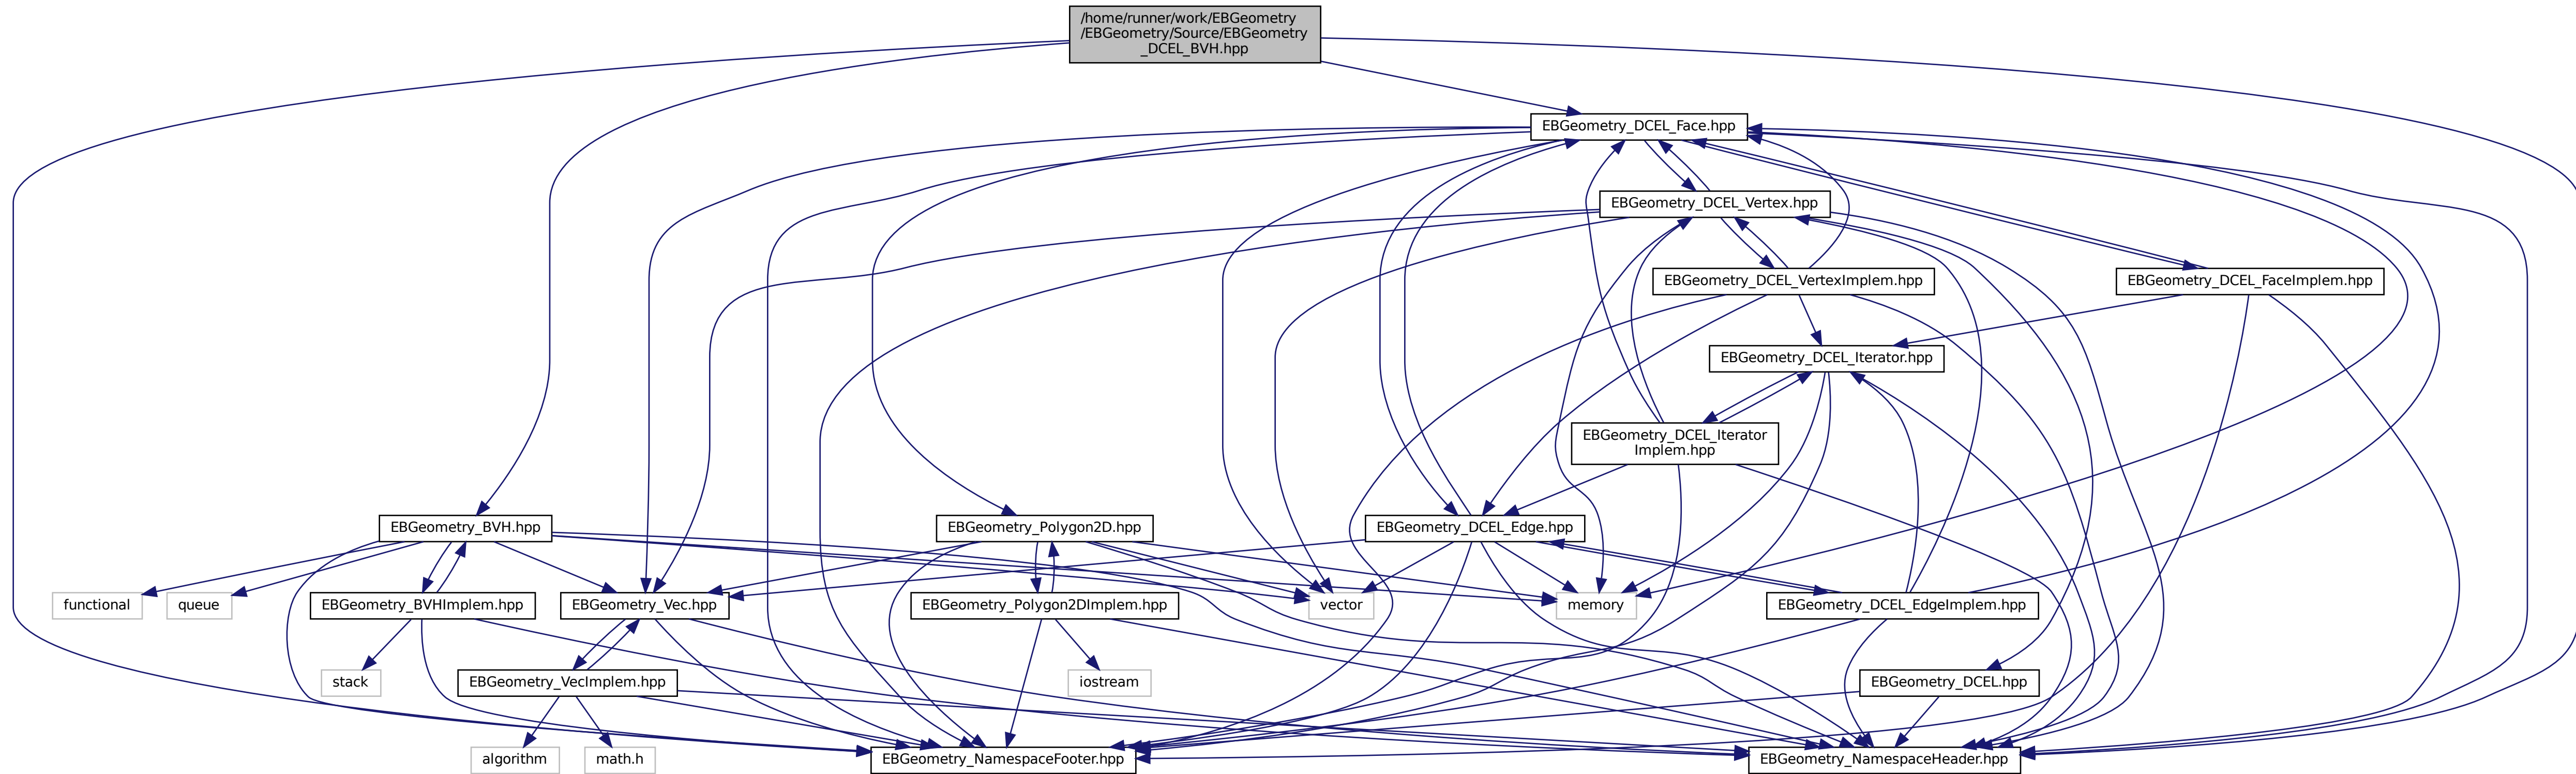 /home/runner/work/EBGeometry
/EBGeometry/Source/EBGeometry
_DCEL_BVH.hpp
EBGeometry_DCEL_Face.hpp
EBGeometry_DCEL_Vertex.hpp
EBGeometry_DCEL_VertexImplem.hpp
EBGeometry_DCEL_FaceImplem.hpp
EBGeometry_DCEL_Iterator.hpp
EBGeometry_DCEL_Iterator
Implem.hpp
EBGeometry_BVH.hpp
EBGeometry_Polygon2D.hpp
EBGeometry_DCEL_Edge.hpp
functional
queue
EBGeometry_BVHImplem.hpp
EBGeometry_Vec.hpp
EBGeometry_Polygon2DImplem.hpp
vector
memory
EBGeometry_DCEL_EdgeImplem.hpp
stack
EBGeometry_VecImplem.hpp
iostream
EBGeometry_DCEL.hpp
algorithm
math.h
EBGeometry_NamespaceFooter.hpp
EBGeometry_NamespaceHeader.hpp